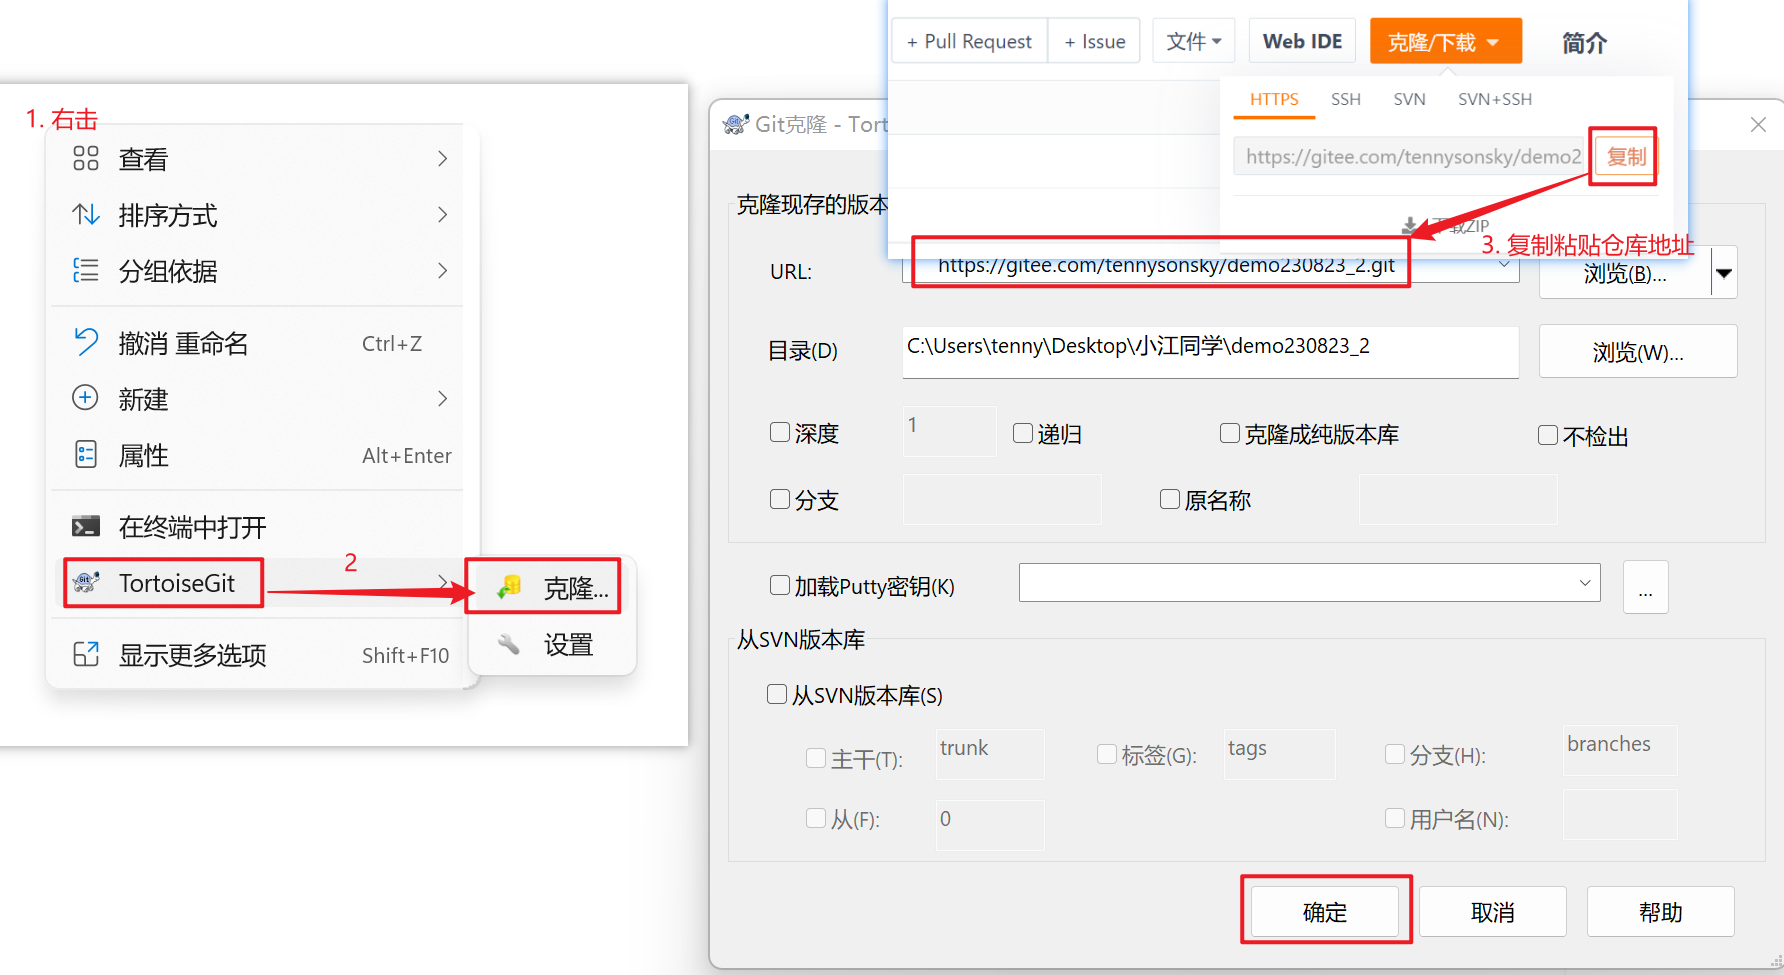 1. 右击
查看
排序方式
分组依据
撤消 重命名 Ctrl+Z
新建
属性 Alt+Enter
在终端中打开
TortoiseGit
2
克隆...
设置
显示更多选项 Shift+F10
+ Pull Request + Issue 文件 Web IDE 克隆/下载 简介
HTTPS SSH SVN SVN+SSH
https://gitee.com/tennysonsky/demo2 复制
下载ZIP
3. 复制粘贴仓库地址
Git克隆 - Tort
克隆现存的版本
URL: https://gitee.com/tennysonsky/demo230823_2.git 浏览(B)...
目录(D) C:\Users\tenny\Desktop\小江同学\demo230823_2 浏览(W)...
深度 1 递归 克隆成纯版本库 不检出
分支 原名称
加载Putty密钥(K) ...
从SVN版本库
从SVN版本库(S)
主干(T): trunk 标签(G): tags 分支(H): branches
从(F): 0 用户名(N):
确定 取消 帮助